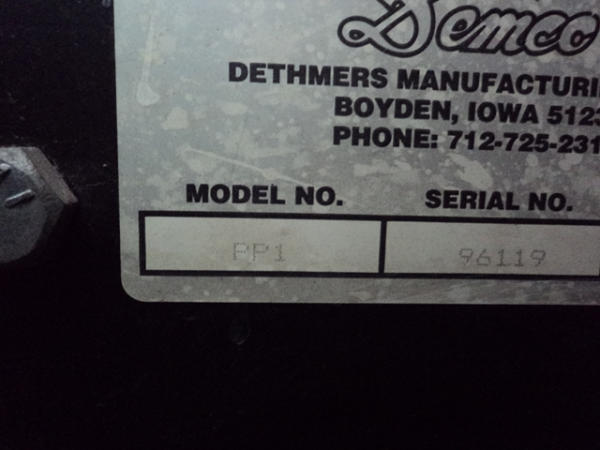 Demco
DETHMERS MANUFACTURI
BOYDEN, IOWA 5123
PHONE: 712-725-231
MODEL NO. SERIAL NO.
PP1 96119